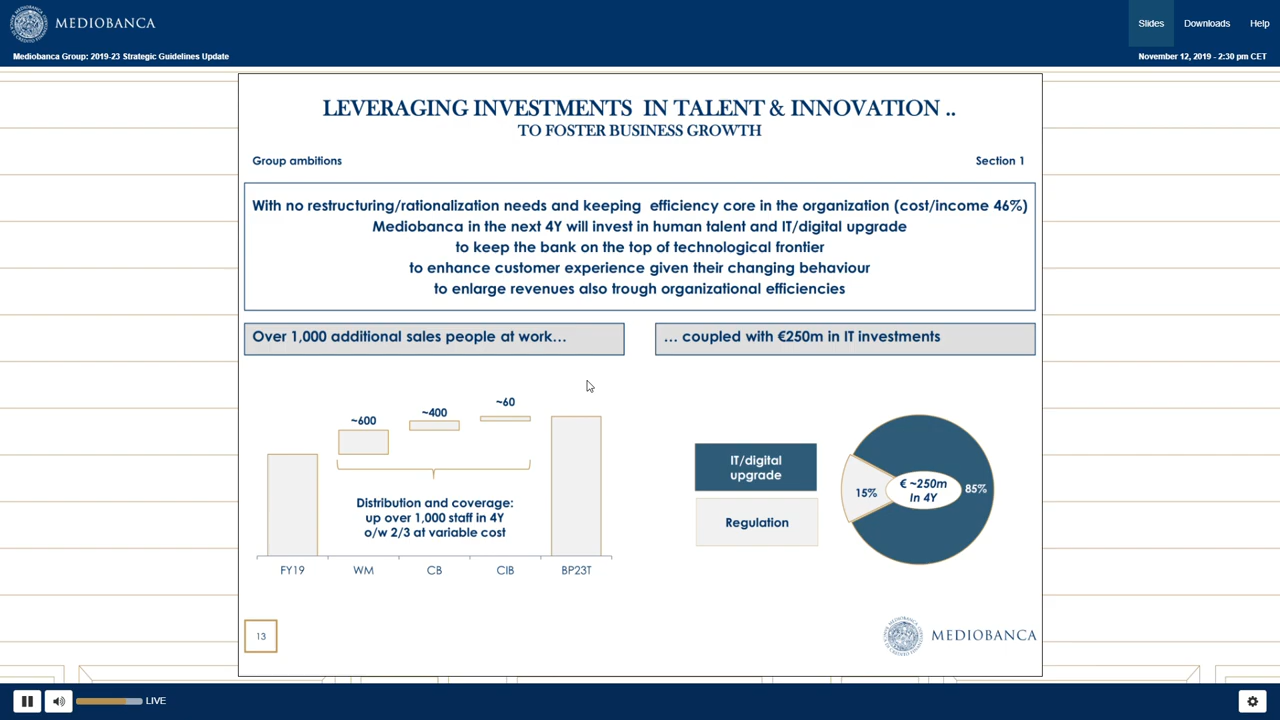 MEDIOBANCA
Slides
Downloads
Help
Mediobanca Group: 2019-23 Strategic Guidelines Update
November 12, 2019 - 2:30 pm CET
LEVERAGING INVESTMENTS IN TALENT & INNOVATION ..
TO FOSTER BUSINESS GROWTH
Group ambitions
Section 1
With no restructuring/rationalization needs and keeping efficiency core in the organization (cost/income 46%)
Mediobanca in the next 4Y will invest in human talent and IT/digital upgrade
to keep the bank on the top of technological frontier
to enhance customer experience given their changing behaviour
to enlarge revenues also trough organizational efficiencies
Over 1,000 additional sales people at work…
… coupled with €250m in IT investments
~600
~400
~60
Distribution and coverage:
up over 1,000 staff in 4Y
o/w 2/3 at variable cost
FY19
WM
CB
CIB
BP23T
IT/digital
upgrade
Regulation
15%
€ ~250m
In 4Y
85%
13
MEDIOBANCA
LIVE